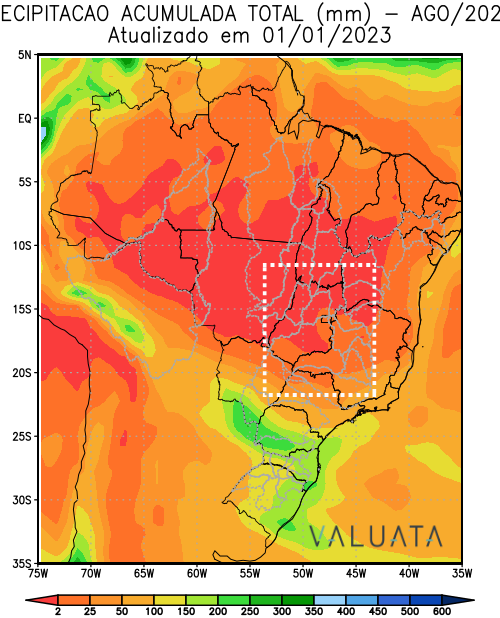 ECIPITACAO ACUMULADA TOTAL (mm) – AGO/202
Atualizado em 01/01/2023
5N
EQ
5S
10S
15S
20S
25S
30S
35S
VALUATA
75W 70W 65W 60W 55W 50W 45W 40W 35W
2 25 50 100 150 200 250 300 350 400 450 500 600